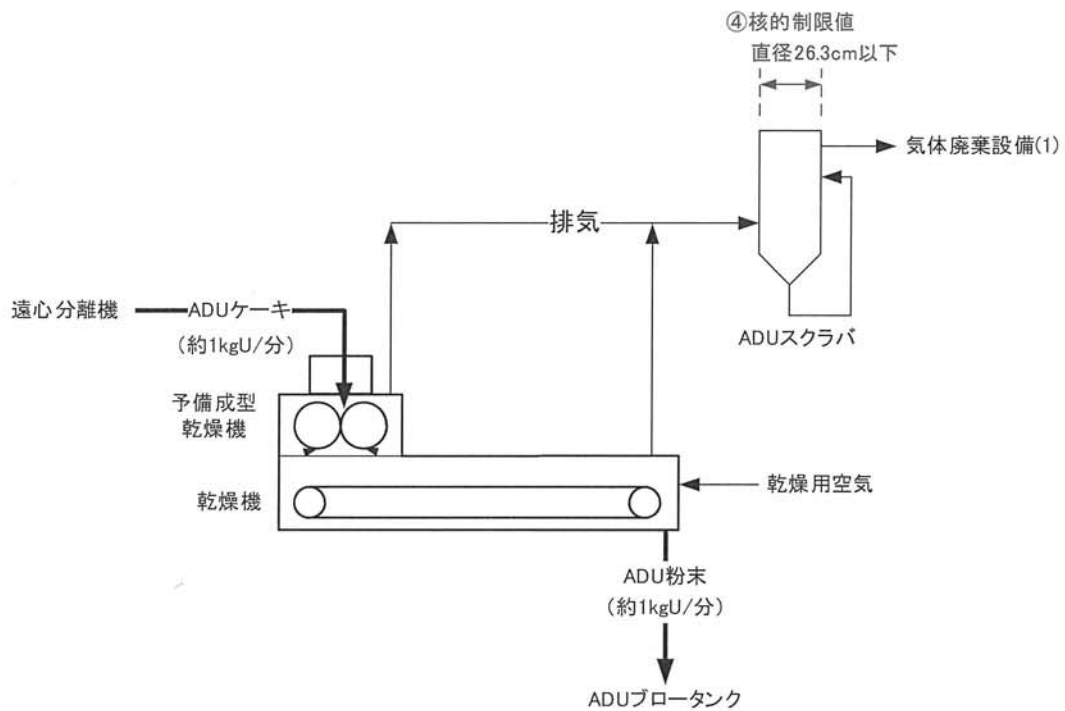 ④核的制限値
直径26.3cm以下
気体廃棄設備(1)
排気
遠心分離機
ADUケーキ
(約1kgU/分)
ADUスクラバ
予備成型
乾燥機
乾燥機
乾燥用空気
ADU粉末
(約1kgU/分)
ADUブロータンク